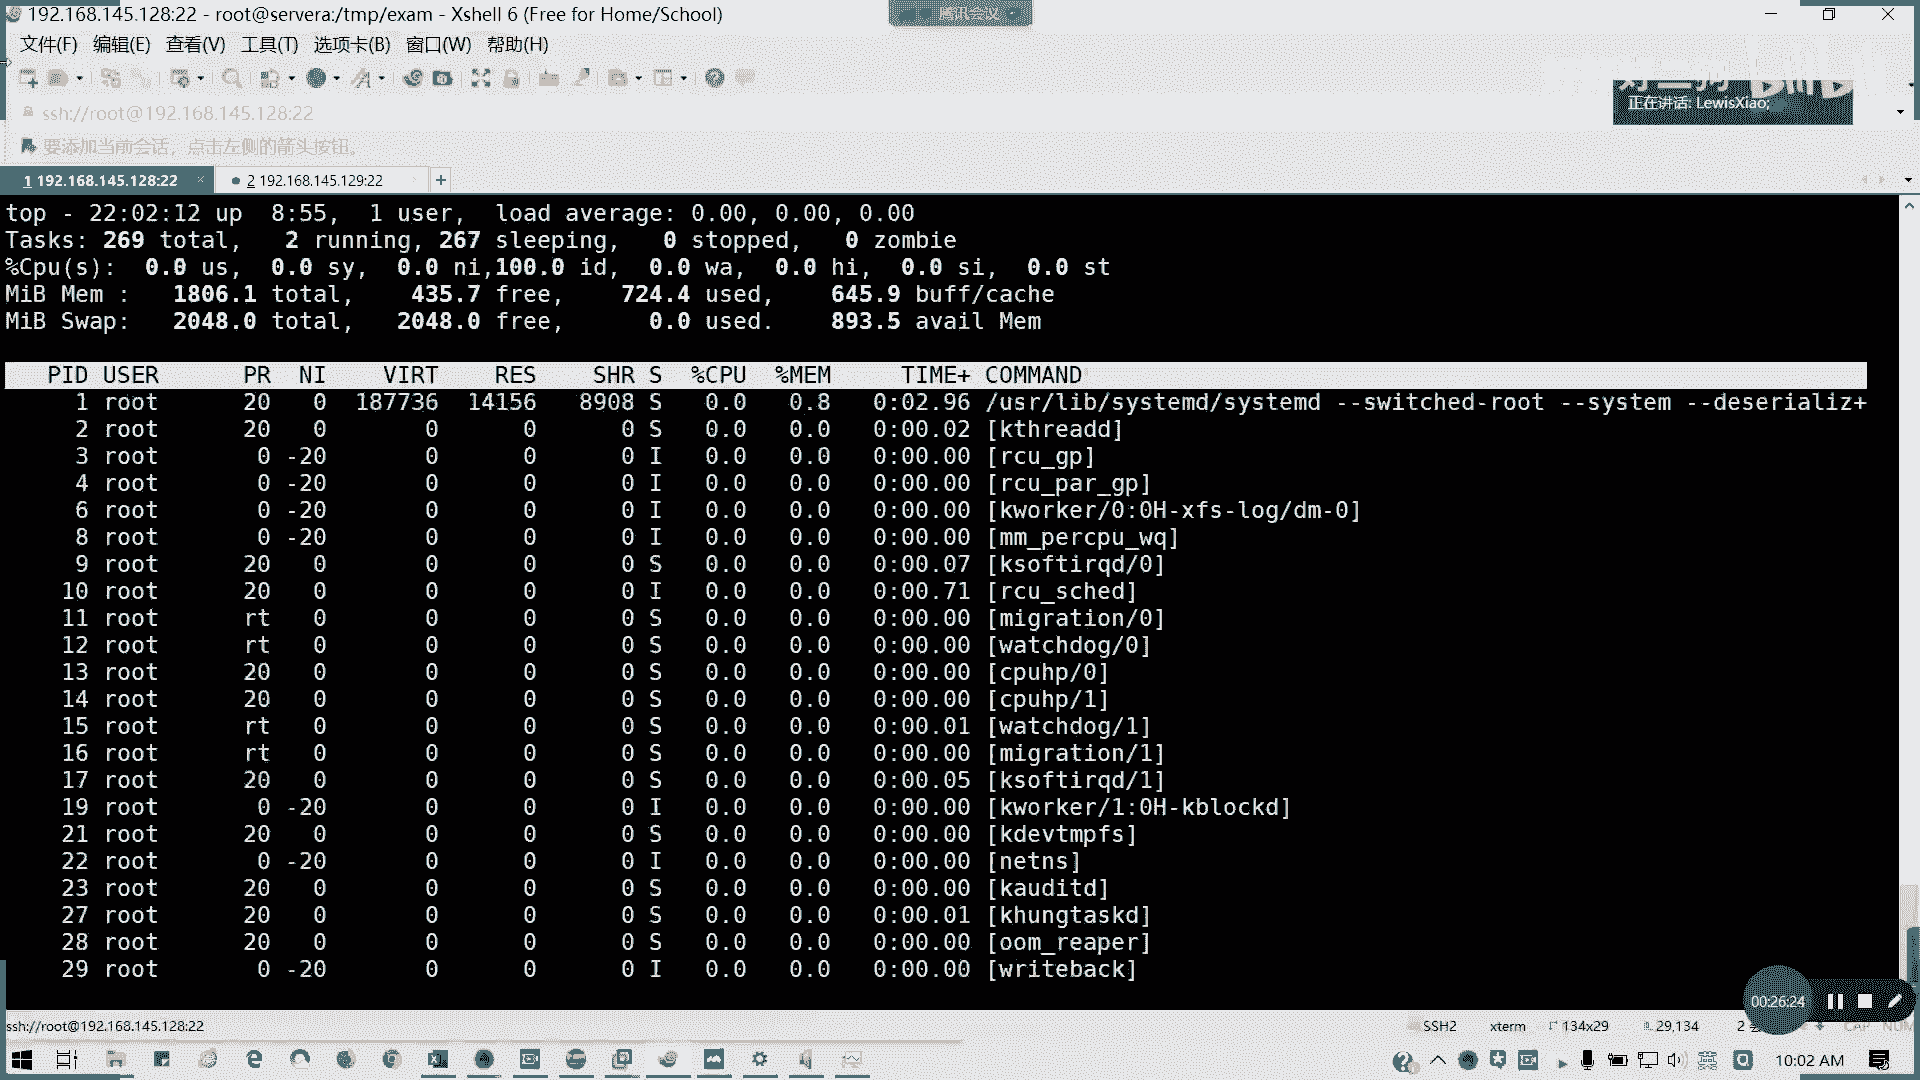 192.168.145.128:22 - root@servera:/tmp/exam - Xshell 6 (Free for Home/School)
腾讯会议
文件(F) 编辑(E) 查看(V) 工具(T) 选项卡(B) 窗口(W) 帮助(H)
正在讲话: LewisXiao;
ssh://root@192.168.145.128:22
要添加当前会话，点击左侧的箭头按钮。
1 192.168.145.128:22 2 192.168.145.129:22
top - 22:02:12 up  8:55,  1 user,  load average: 0.00, 0.00, 0.00
Tasks: 269 total,   2 running, 267 sleeping,   0 stopped,   0 zombie
%Cpu(s):  0.0 us,  0.0 sy,  0.0 ni,100.0 id,  0.0 wa,  0.0 hi,  0.0 si,  0.0 st
MiB Mem :   1806.1 total,    435.7 free,    724.4 used,    645.9 buff/cache
MiB Swap:   2048.0 total,   2048.0 free,      0.0 used.    893.5 avail Mem
PID USER PR NI VIRT RES SHR S %CPU %MEM TIME+ COMMAND
1 root 20 0 187736 14156 8908 S 0.0 0.8 0:02.96 /usr/lib/systemd/systemd --switched-root --system --deserializ+
2 root 20 0 0 0 0 S 0.0 0.0 0:00.02 [kthreadd]
3 root 0 -20 0 0 0 I 0.0 0.0 0:00.00 [rcu_gp]
4 root 0 -20 0 0 0 I 0.0 0.0 0:00.00 [rcu_par_gp]
6 root 0 -20 0 0 0 I 0.0 0.0 0:00.00 [kworker/0:0H-xfs-log/dm-0]
8 root 0 -20 0 0 0 I 0.0 0.0 0:00.00 [mm_percpu_wq]
9 root 20 0 0 0 0 S 0.0 0.0 0:00.07 [ksoftirqd/0]
10 root 20 0 0 0 0 I 0.0 0.0 0:00.71 [rcu_sched]
11 root rt 0 0 0 0 S 0.0 0.0 0:00.00 [migration/0]
12 root rt 0 0 0 0 S 0.0 0.0 0:00.00 [watchdog/0]
13 root 20 0 0 0 0 S 0.0 0.0 0:00.00 [cpuhp/0]
14 root 20 0 0 0 0 S 0.0 0.0 0:00.00 [cpuhp/1]
15 root rt 0 0 0 0 S 0.0 0.0 0:00.01 [watchdog/1]
16 root rt 0 0 0 0 S 0.0 0.0 0:00.00 [migration/1]
17 root 20 0 0 0 0 S 0.0 0.0 0:00.05 [ksoftirqd/1]
19 root 0 -20 0 0 0 I 0.0 0.0 0:00.00 [kworker/1:0H-kblockd]
21 root 20 0 0 0 0 S 0.0 0.0 0:00.00 [kdevtmpfs]
22 root 0 -20 0 0 0 I 0.0 0.0 0:00.00 [netns]
23 root 20 0 0 0 0 S 0.0 0.0 0:00.00 [kauditd]
27 root 20 0 0 0 0 S 0.0 0.0 0:00.01 [khungtaskd]
28 root 20 0 0 0 0 S 0.0 0.0 0:00.00 [oom_reaper]
29 root 0 -20 0 0 0 I 0.0 0.0 0:00.00 [writeback]
00:26:24
ssh://root@192.168.145.128:22 SSH2 xterm 134x29 29,134 2 CAP NUM
10:02 AM